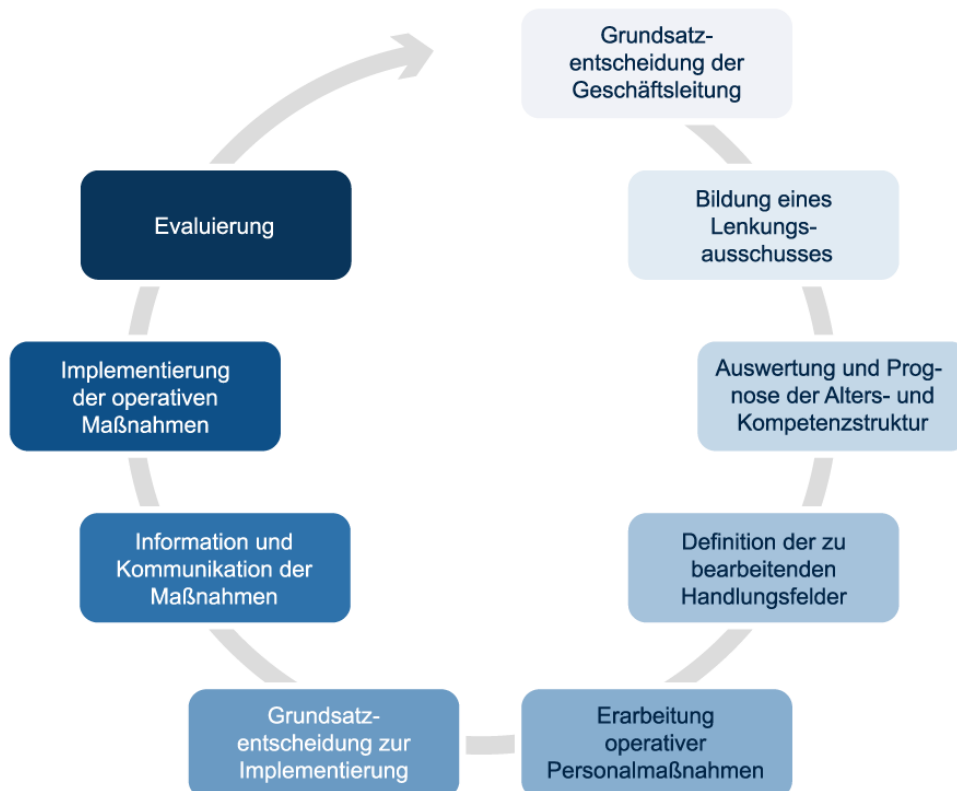 Grundsatz-
entscheidung der
Geschäftsleitung
Bildung eines
Lenkungs-
ausschusses
Auswertung und Prog-
nose der Alters- und
Kompetenzstruktur
Definition der zu
bearbeitenden
Handlungsfelder
Erarbeitung
operativer
Personalmaßnahmen
Grundsatz-
entscheidung zur
Implementierung
Information und
Kommunikation der
Maßnahmen
Implementierung
der operativen
Maßnahmen
Evaluierung